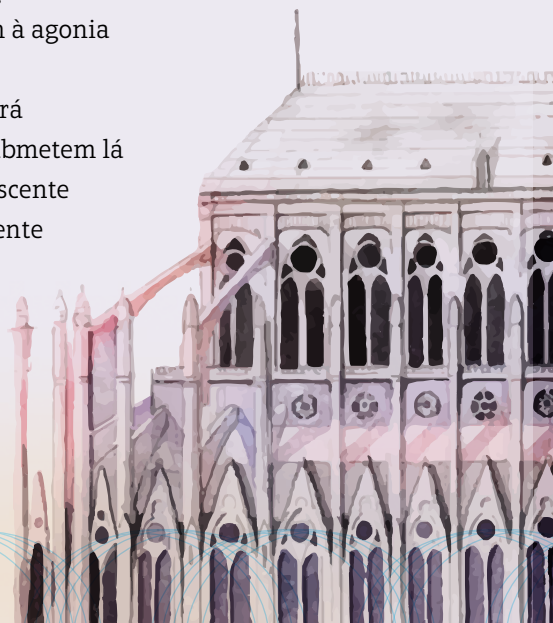 à agonia
rá
bmetem lá
scente
ente